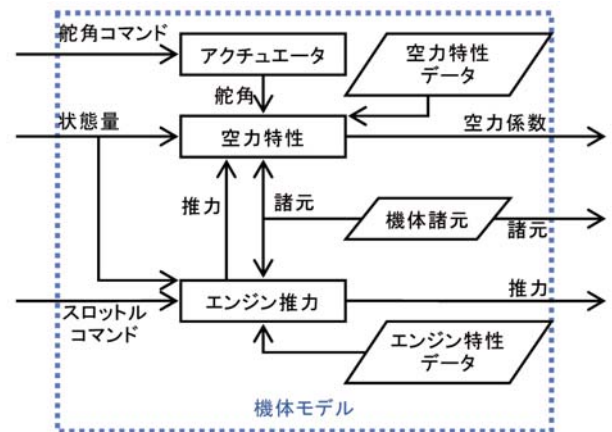 舵角コマンド
アクチュエータ
空力特性
データ
舵角
状態量
空力特性
空力係数
推力
諸元
機体諸元
諸元
エンジン推力
推力
スロットル
コマンド
エンジン特性
データ
機体モデル